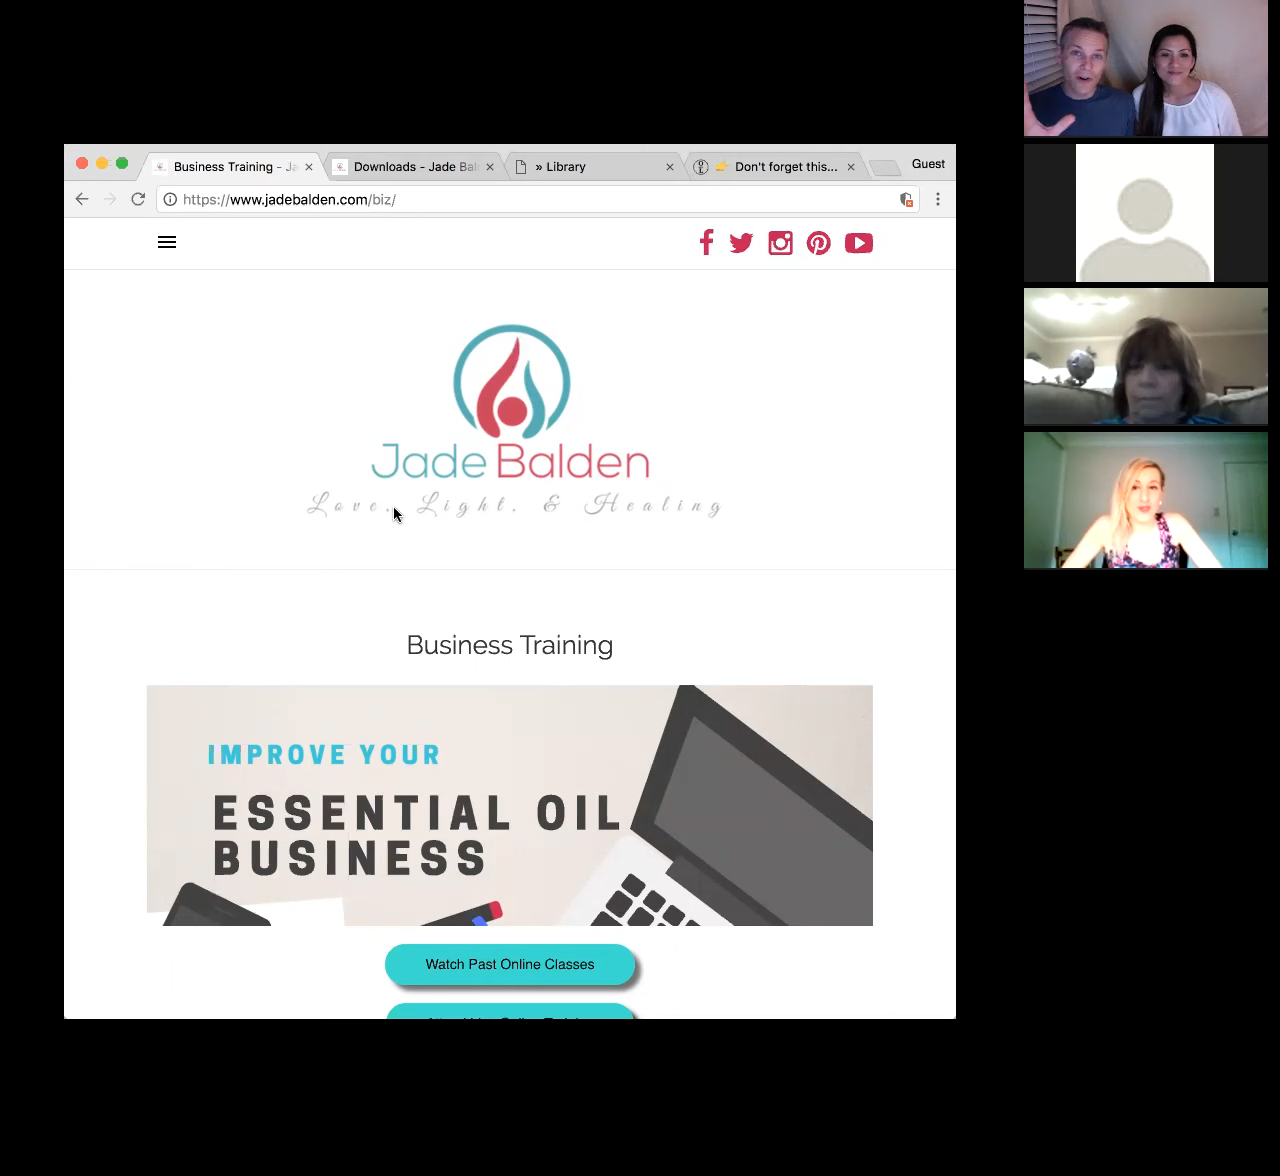 Business Training - Ja
Downloads - Jade Bal
» Library
👉 Don't forget this...
Guest
https://www.jadebalden.com/biz/
Jade Balden
Love, Light, & Healing
Business Training
IMPROVE YOUR
ESSENTIAL OIL
BUSINESS
Watch Past Online Classes